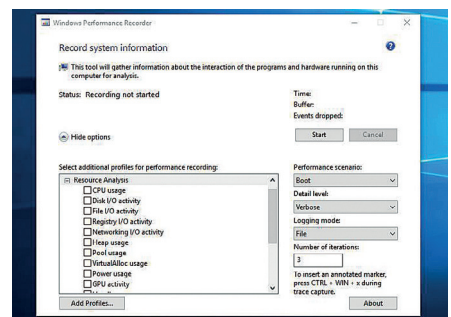 Windows Performance Recorder
Record system information
This tool will gather information about the interaction of the programs and hardware running on this
computer for analysis.
Status: Recording not started
Time:
Buffer:
Events dropped:
Hide options
Start
Cancel
Select additional profiles for performance recording:
Resource Analysis
CPU usage
Disk I/O activity
File I/O activity
Registry I/O activity
Networking I/O activity
Heap usage
Pool usage
VirtualAlloc usage
Power usage
GPU activity
Performance scenario:
Boot
Detail level:
Verbose
Logging mode:
File
Number of iterations:
3
To insert an annotated marker,
press CTRL + WIN + x during
trace capture.
Add Profiles...
About